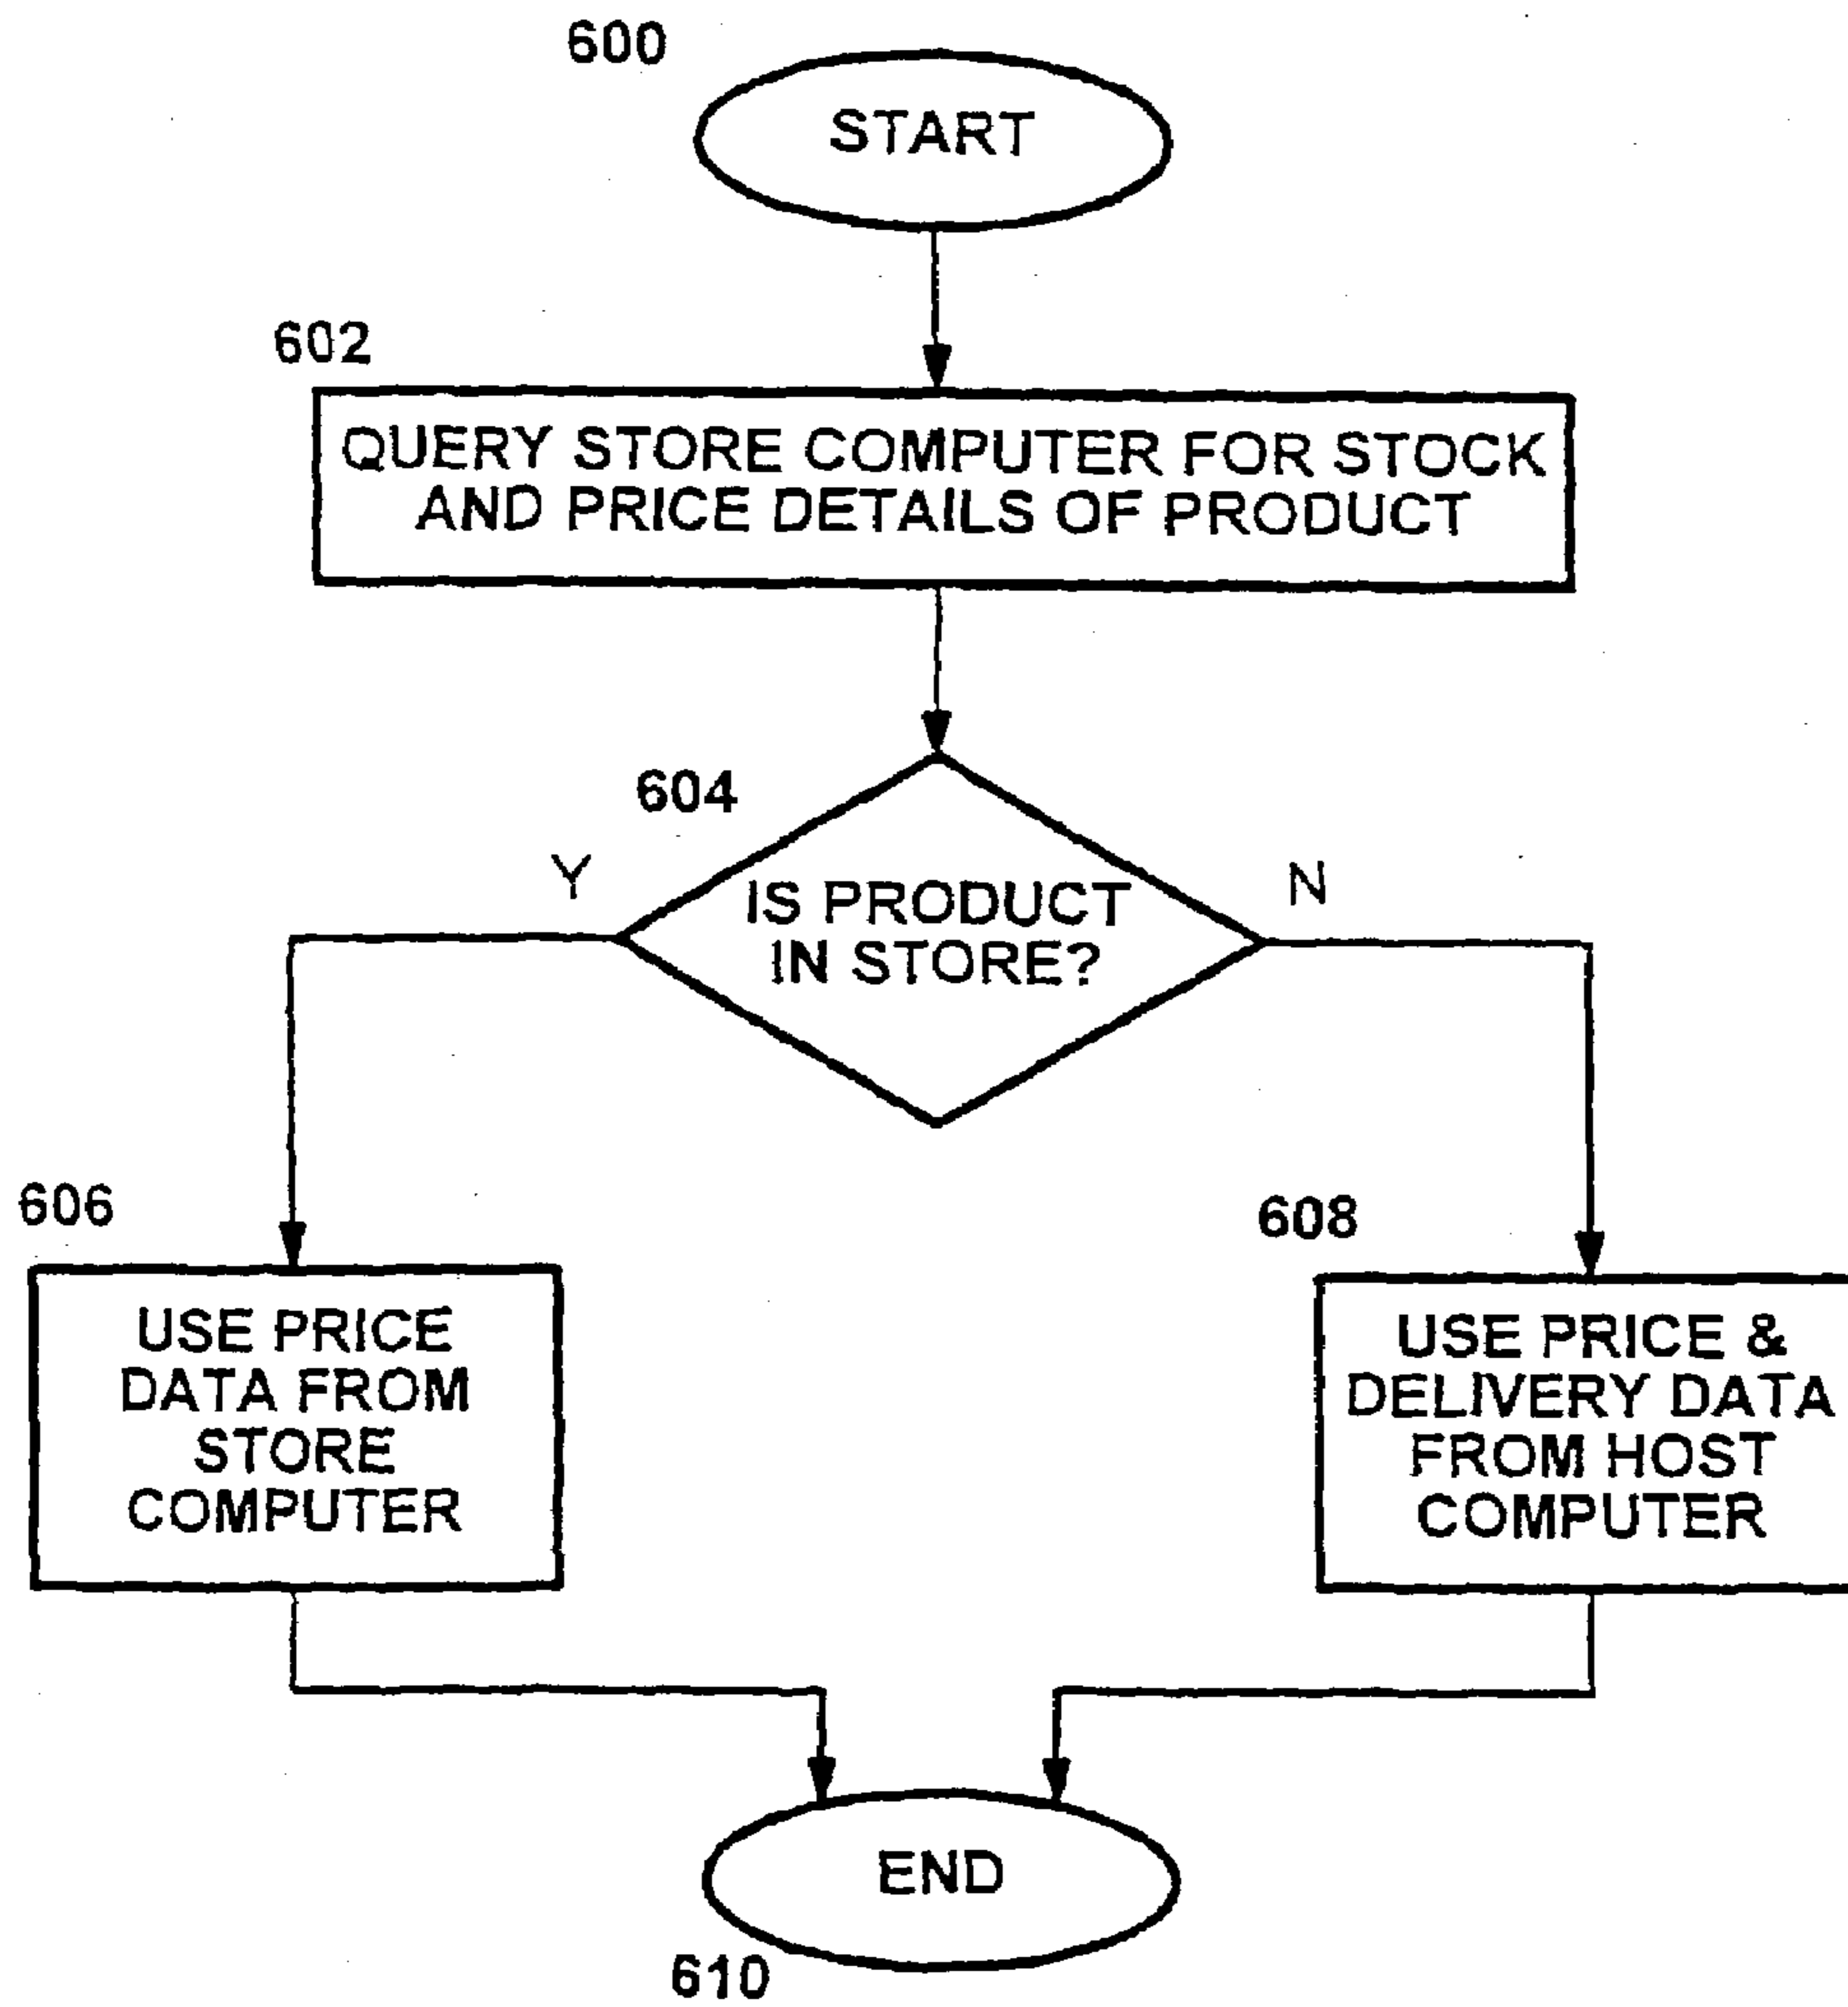 600
START
602
QUERY STORE COMPUTER FOR STOCK
AND PRICE DETAILS OF PRODUCT
604
Y
N
IS PRODUCT
IN STORE?
606
608
USE PRICE
DATA FROM
STORE
COMPUTER
USE PRICE &
DELIVERY DATA
FROM HOST
COMPUTER
END
610